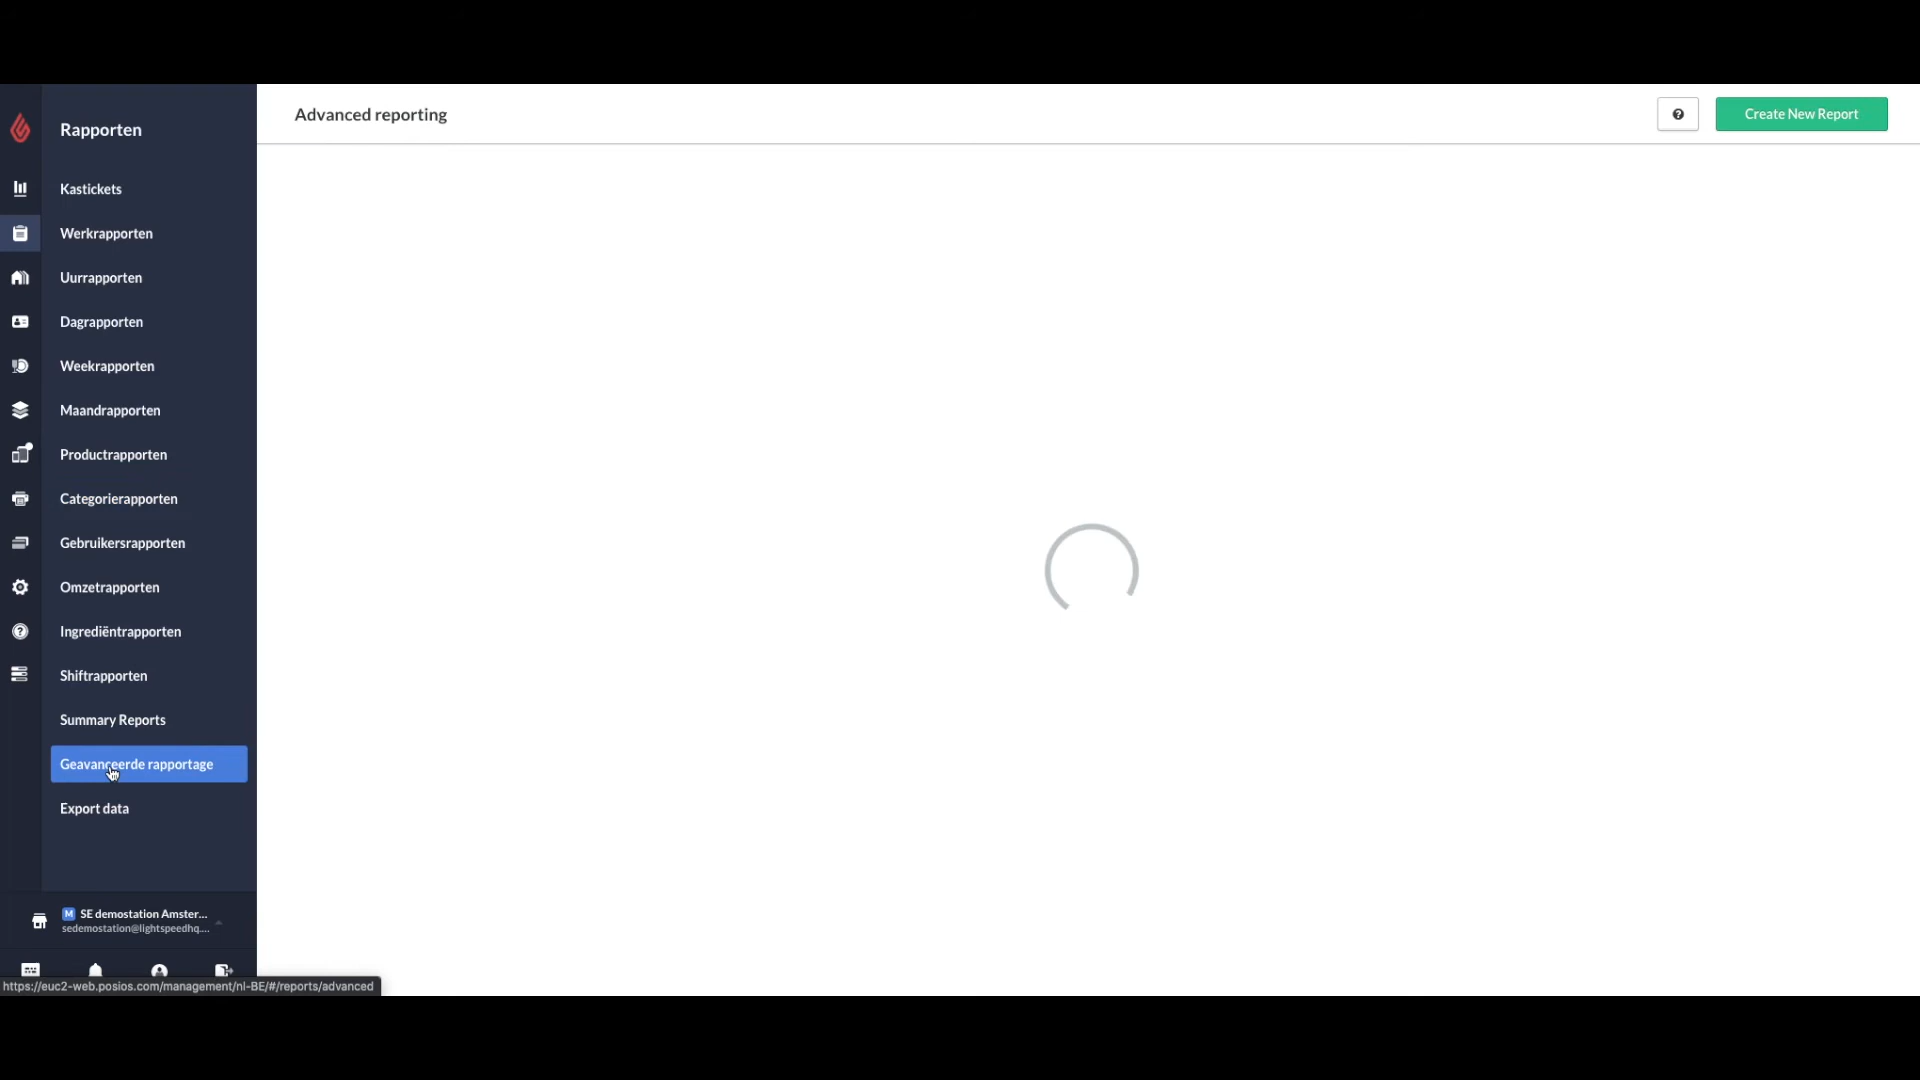 Rapporten
Kastickets
Werkrapporten
Uurrapporten
Dagrapporten
Weekrapporten
Maandrapporten
Productrapporten
Categorierapporten
Gebruikersrapporten
Omzetrapporten
Ingrediëntrapporten
Shiftrapporten
Summary Reports
Geavanceerde rapportage
Export data
M SE demostation Amster...
sedemostation@lightspeedhq....
https://euc2-web.posios.com/management/nl-BE/#/reports/advanced
Advanced reporting
Create New Report